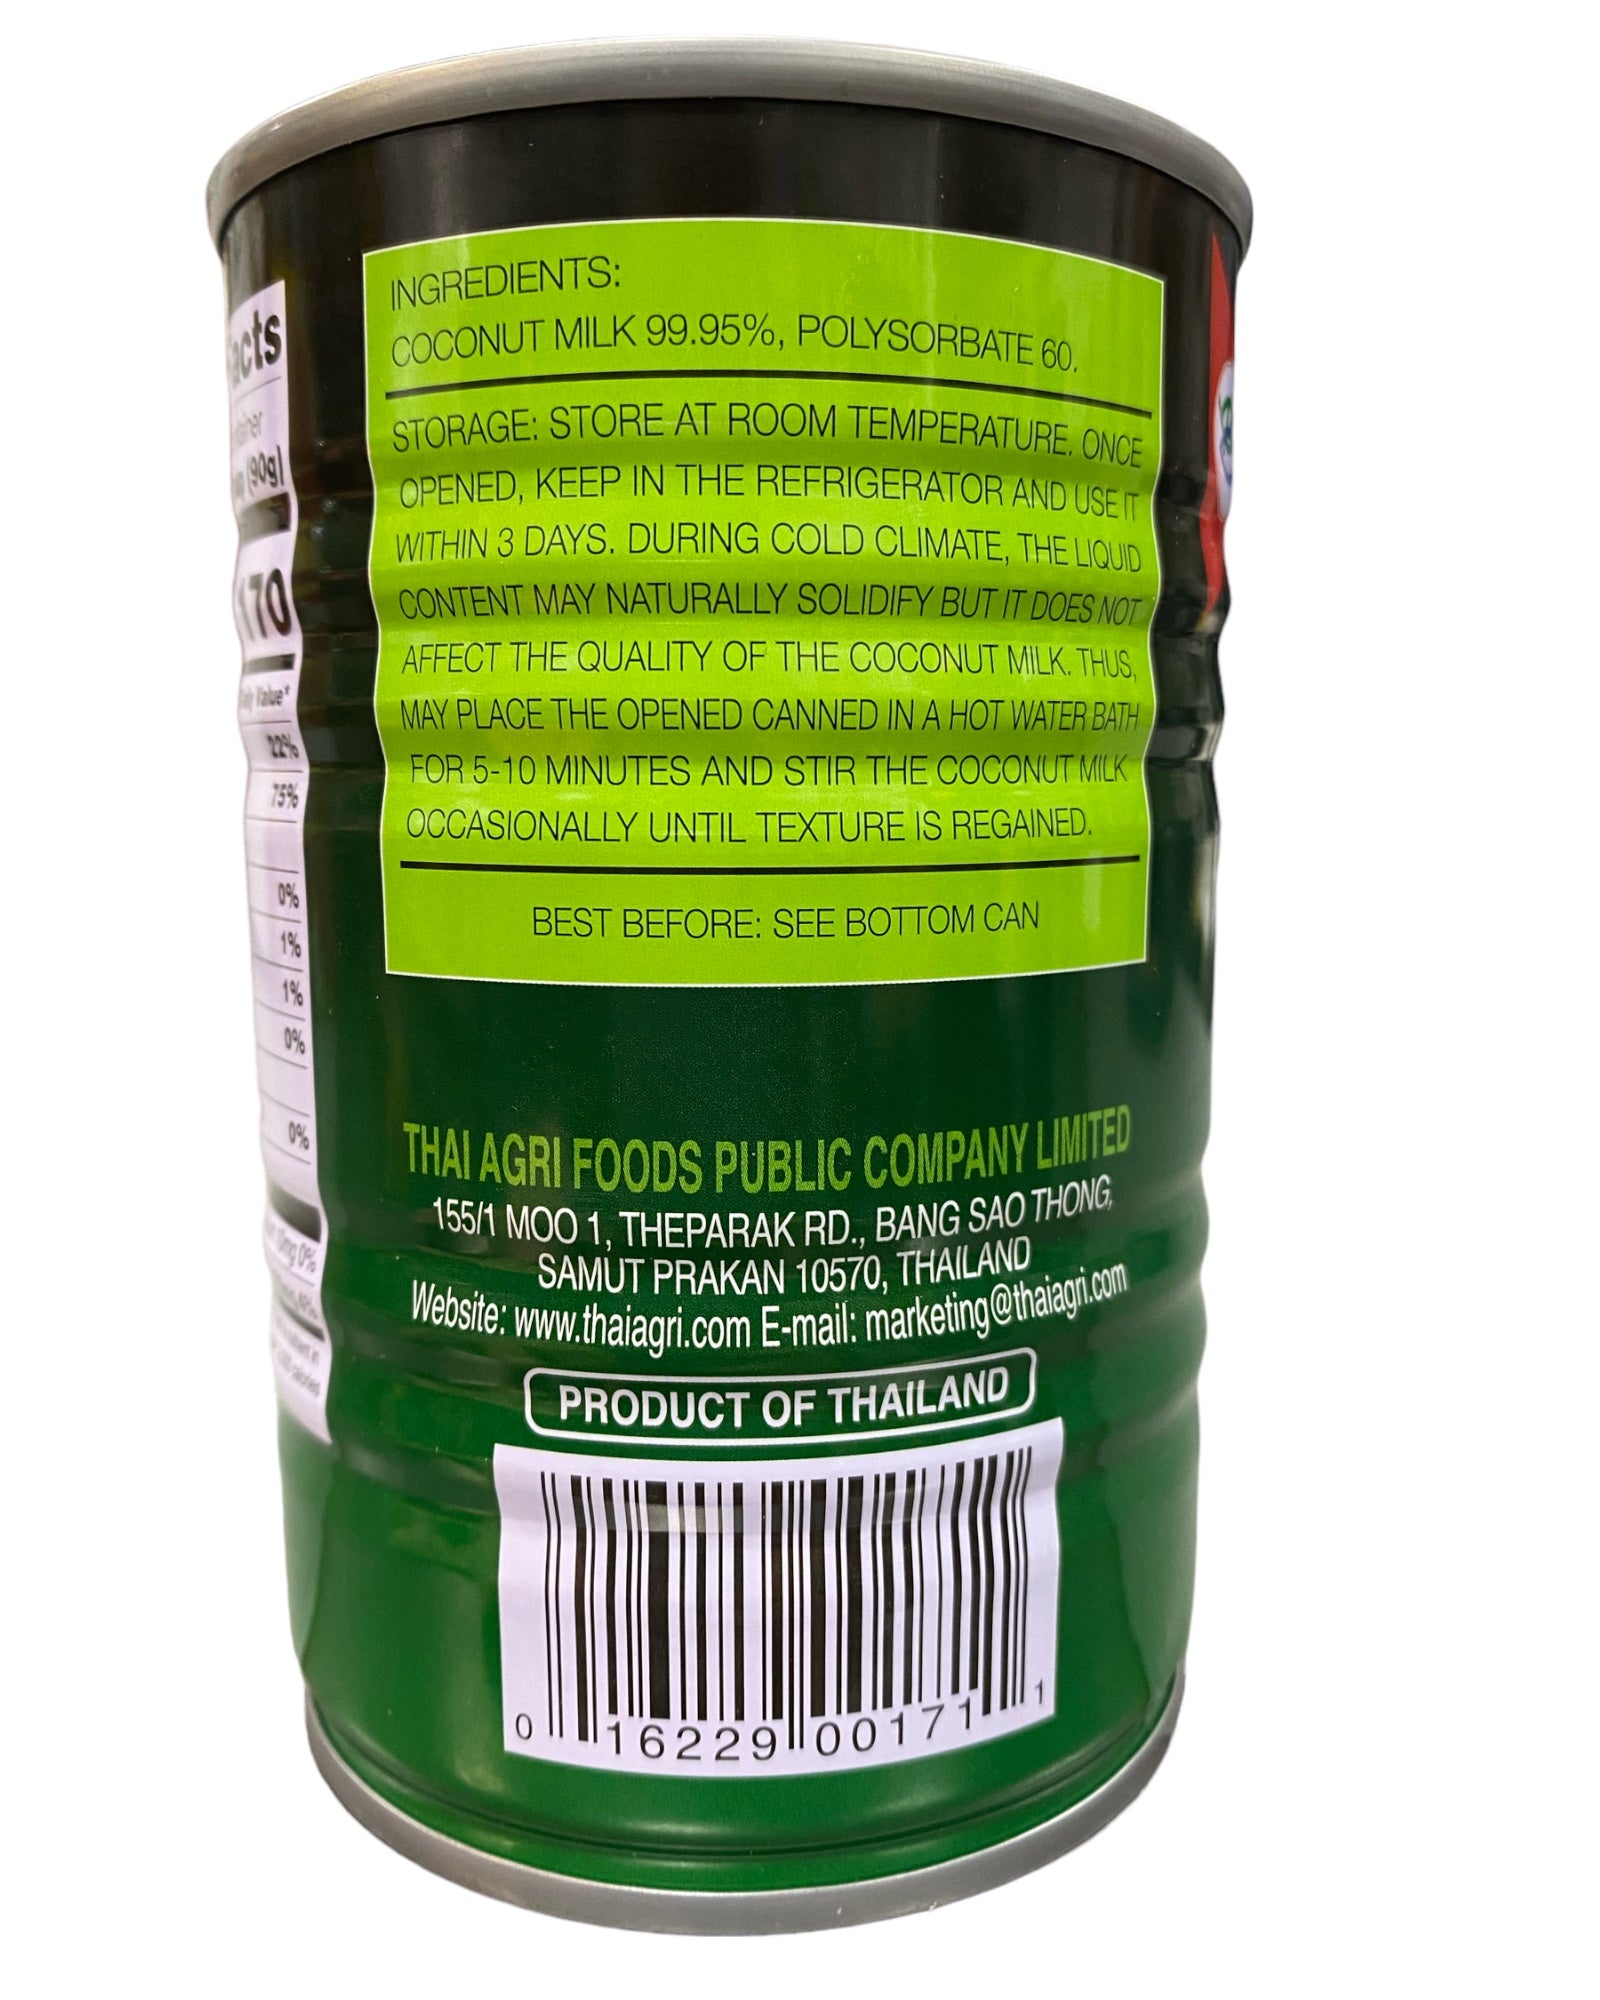 acts
(90g)
170
Value*
22%
75%
0%
1%
1%
0%
0%
0%
INGREDIENTS:
COCONUT MILK 99.95%, POLYSORBATE 60.
STORAGE: STORE AT ROOM TEMPERATURE. ONCE
OPENED, KEEP IN THE REFRIGERATOR AND USE IT
WITHIN 3 DAYS. DURING COLD CLIMATE, THE LIQUID
CONTENT MAY NATURALLY SOLIDIFY BUT IT DOES NOT
AFFECT THE QUALITY OF THE COCONUT MILK. THUS,
MAY PLACE THE OPENED CANNED IN A HOT WATER BATH
FOR 5-10 MINUTES AND STIR THE COCONUT MILK
OCCASIONALLY UNTIL TEXTURE IS REGAINED.
BEST BEFORE: SEE BOTTOM CAN
THAI AGRI FOODS PUBLIC COMPANY LIMITED
155/1 MOO 1, THEPARAK RD., BANG SAO THONG,
SAMUT PRAKAN 10570, THAILAND
Website: www.thaiagri.com E-mail: marketing@thaiagri.com
PRODUCT OF THAILAND
0 16229 00171 1